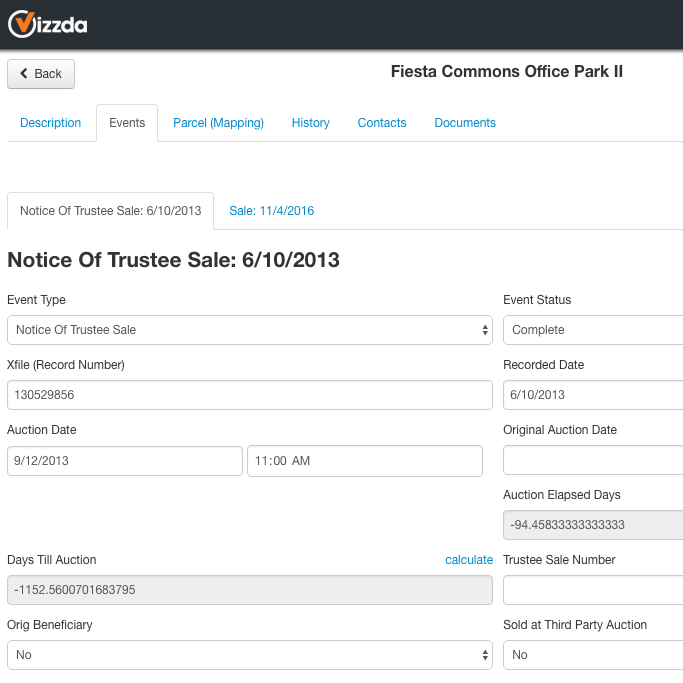 Vizzda
Back
Fiesta Commons Office Park II
Description Events Parcel (Mapping) History Contacts Documents
Notice Of Trustee Sale: 6/10/2013 Sale: 11/4/2016
Notice Of Trustee Sale: 6/10/2013
Event Type Event Status
Notice Of Trustee Sale Complete
Xfile (Record Number) Recorded Date
130529856 6/10/2013
Auction Date Original Auction Date
9/12/2013 11:00 AM
Auction Elapsed Days
-94.45833333333333
Days Till Auction calculate Trustee Sale Number
-1152.5600701683795
Orig Beneficiary Sold at Third Party Auction
No No